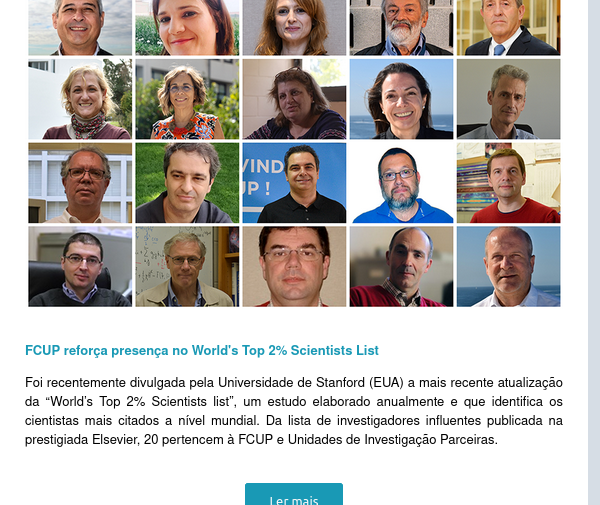 VIND
UP !
FCUP reforça presença no World's Top 2% Scientists List
Foi recentemente divulgada pela Universidade de Stanford (EUA) a mais recente atualização
da “World’s Top 2% Scientists list”, um estudo elaborado anualmente e que identifica os
cientistas mais citados a nível mundial. Da lista de investigadores influentes publicada na
prestigiada Elsevier, 20 pertencem à FCUP e Unidades de Investigação Parceiras.
Ler mais